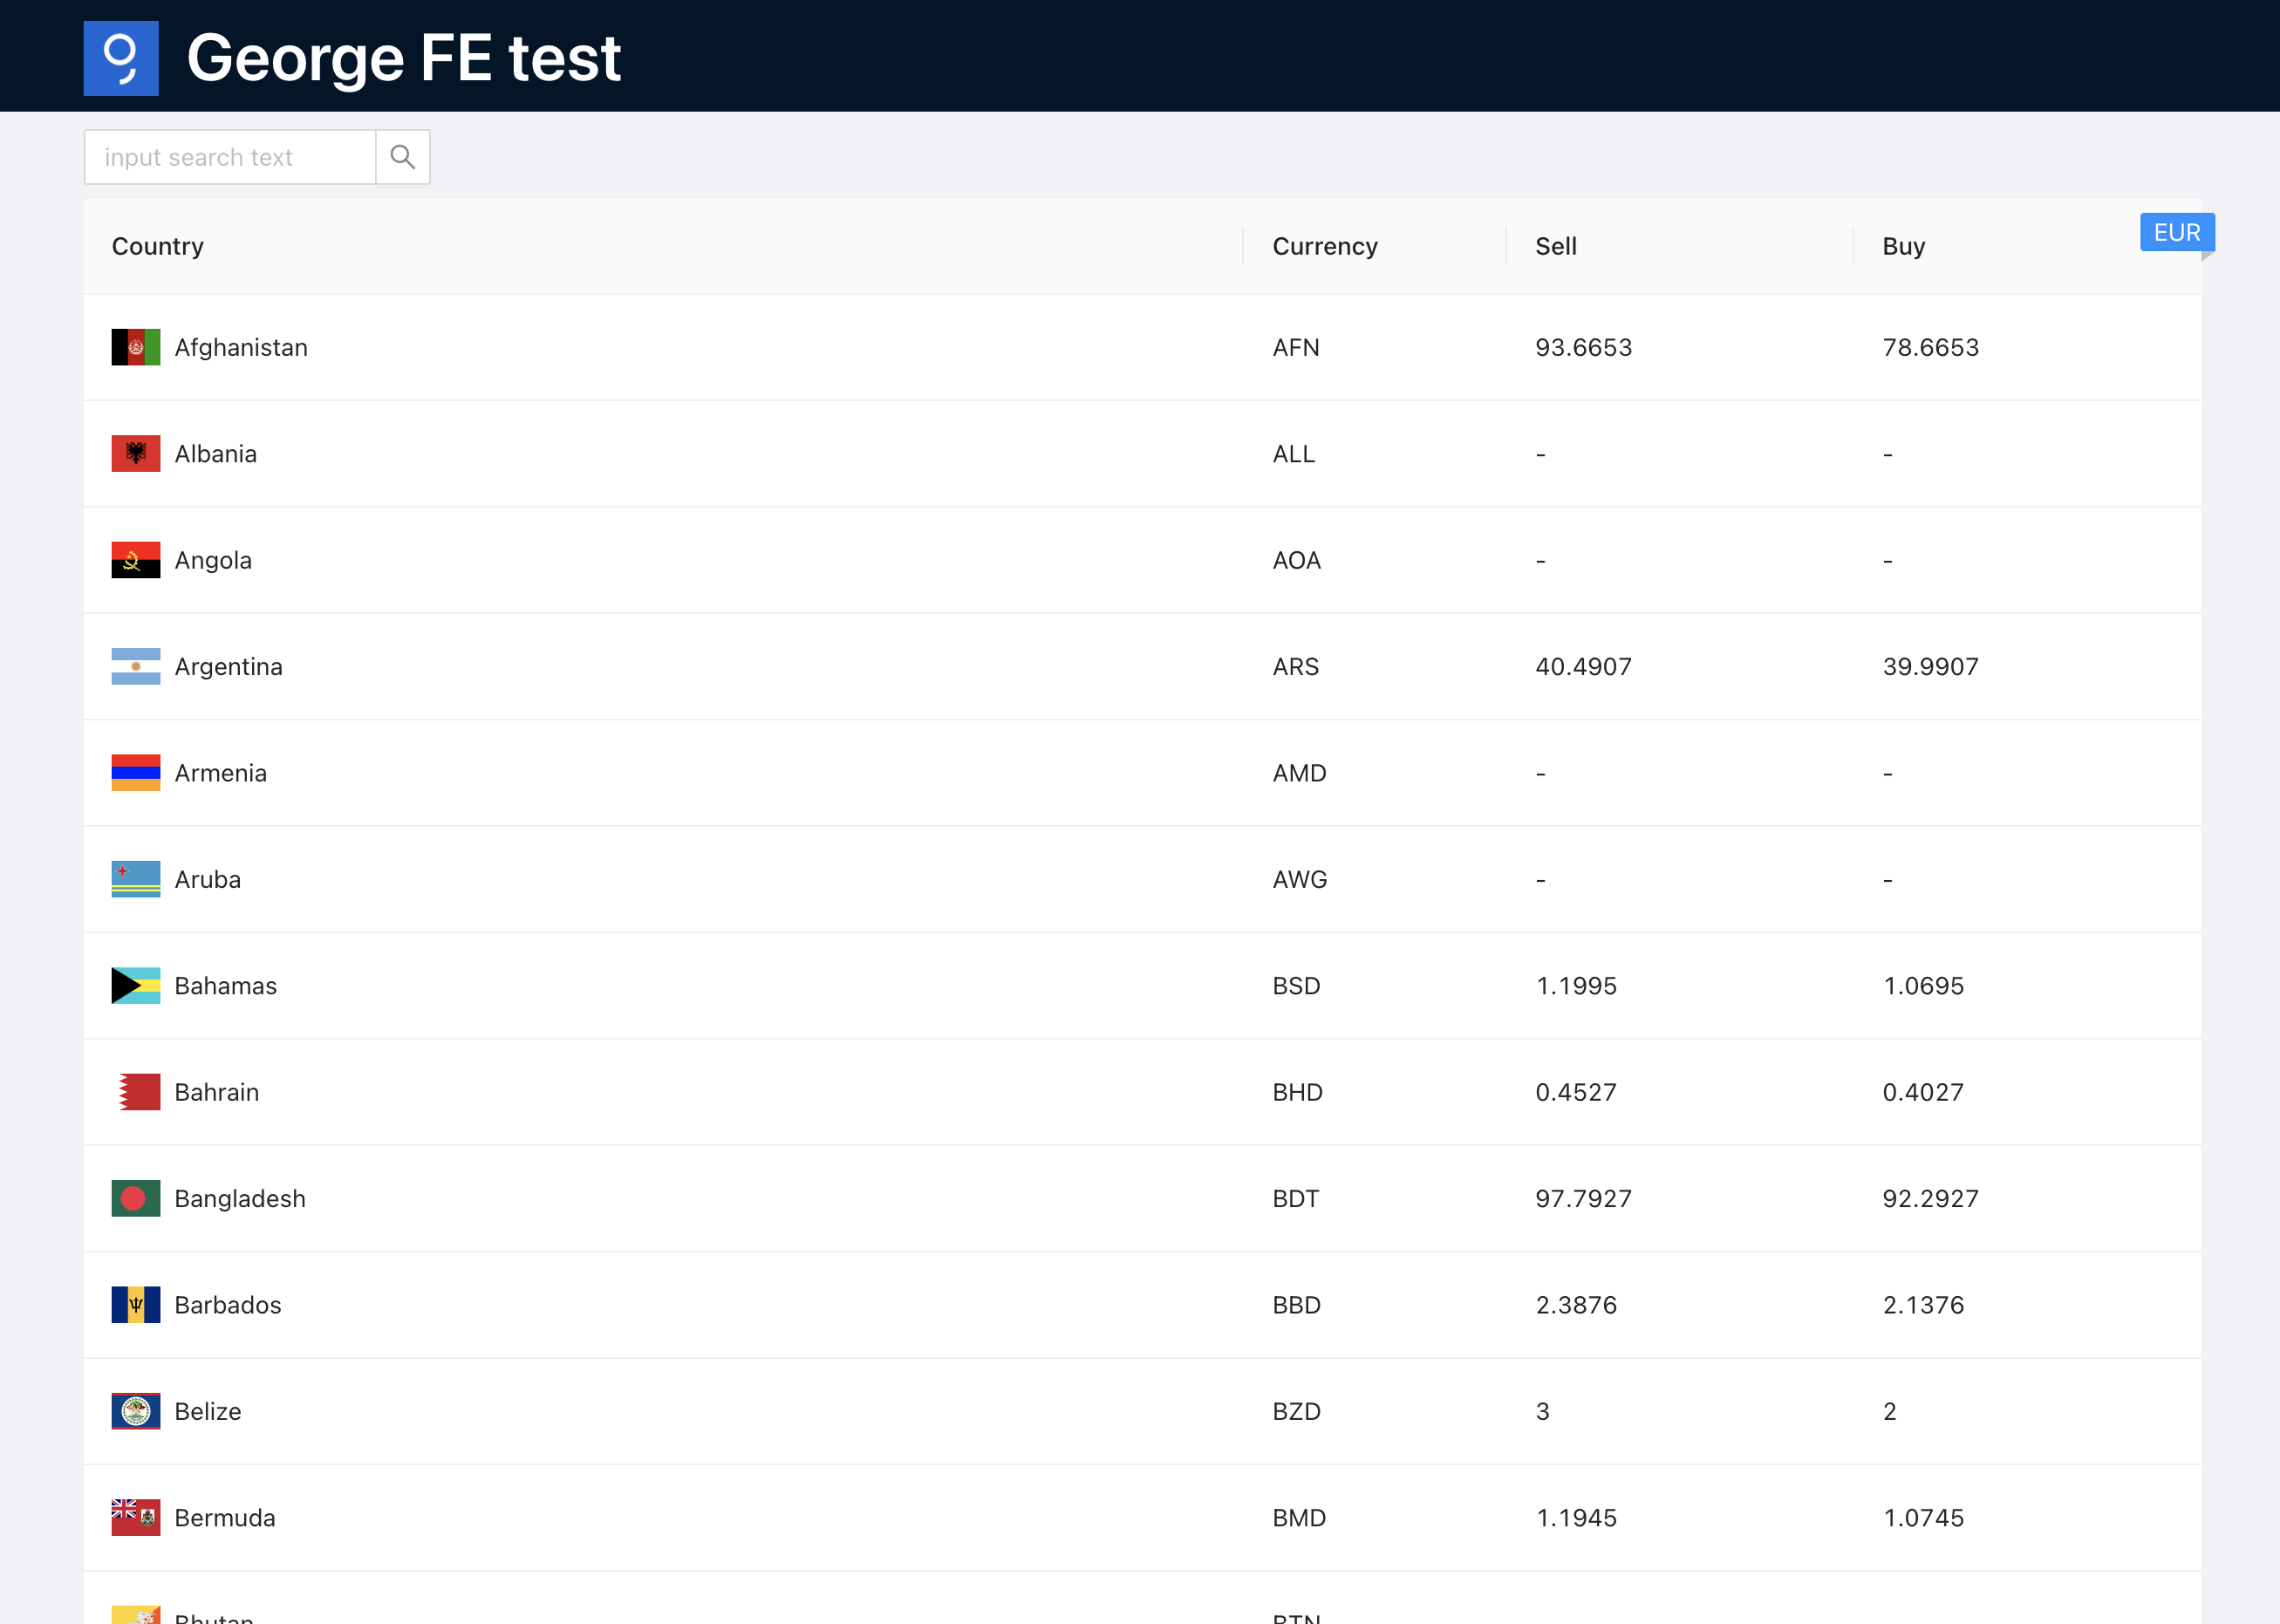 George FE test
input search text
Country Currency Sell Buy EUR
Afghanistan AFN 93.6653 78.6653
Albania ALL - -
Angola AOA - -
Argentina ARS 40.4907 39.9907
Armenia AMD - -
Aruba AWG - -
Bahamas BSD 1.1995 1.0695
Bahrain BHD 0.4527 0.4027
Bangladesh BDT 97.7927 92.2927
Barbados BBD 2.3876 2.1376
Belize BZD 3 2
Bermuda BMD 1.1945 1.0745
Bhutan BTN